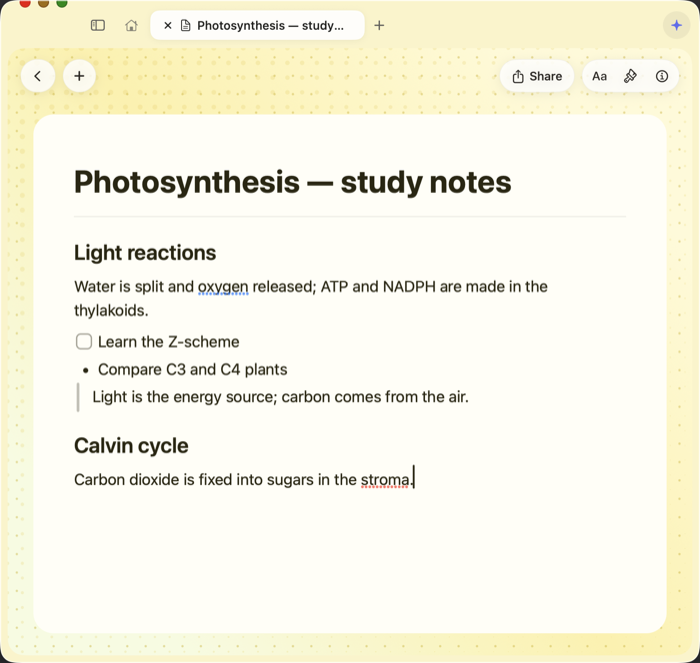 Photosynthesis — study...
Share
Aa
Photosynthesis — study notes
Light reactions
Water is split and oxygen released; ATP and NADPH are made in the
thylakoids.
Learn the Z-scheme
• Compare C3 and C4 plants
Light is the energy source; carbon comes from the air.
Calvin cycle
Carbon dioxide is fixed into sugars in the stroma.